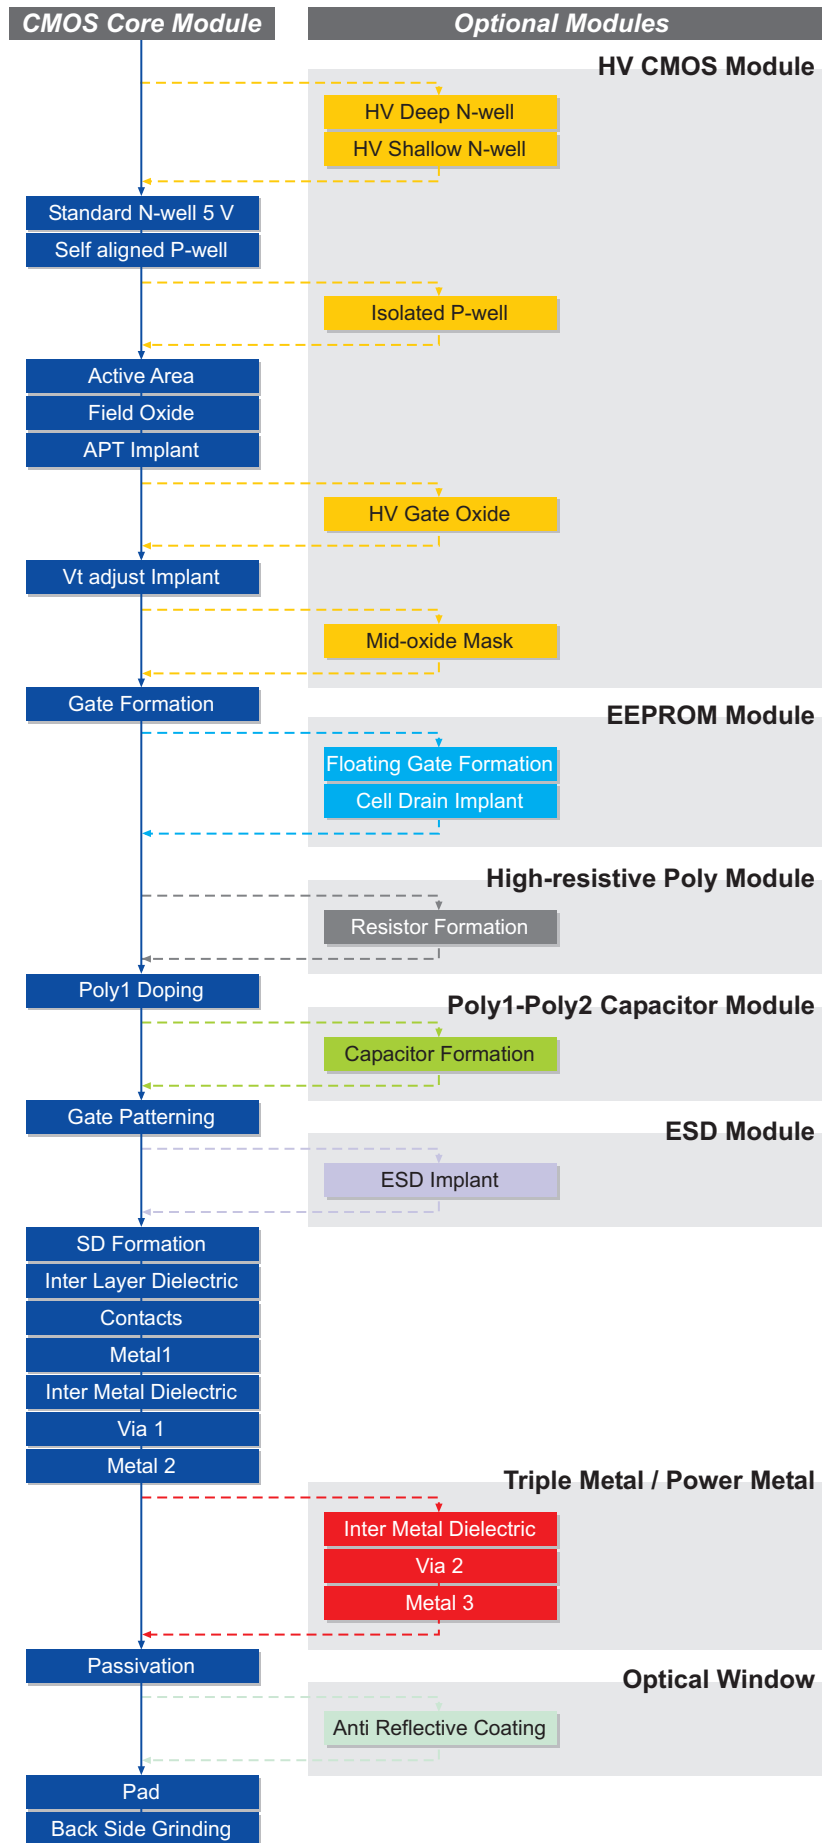 CMOS Core Module
Optional Modules
HV CMOS Module
HV Deep N-well
HV Shallow N-well
Standard N-well 5 V
Self aligned P-well
Isolated P-well
Active Area
Field Oxide
APT Implant
HV Gate Oxide
Vt adjust Implant
Mid-oxide Mask
Gate Formation
EEPROM Module
Floating Gate Formation
Cell Drain Implant
High-resistive Poly Module
Resistor Formation
Poly1 Doping
Poly1-Poly2 Capacitor Module
Capacitor Formation
Gate Patterning
ESD Module
ESD Implant
SD Formation
Inter Layer Dielectric
Contacts
Metal1
Inter Metal Dielectric
Via 1
Metal 2
Triple Metal / Power Metal
Inter Metal Dielectric
Via 2
Metal 3
Passivation
Optical Window
Anti Reflective Coating
Pad
Back Side Grinding